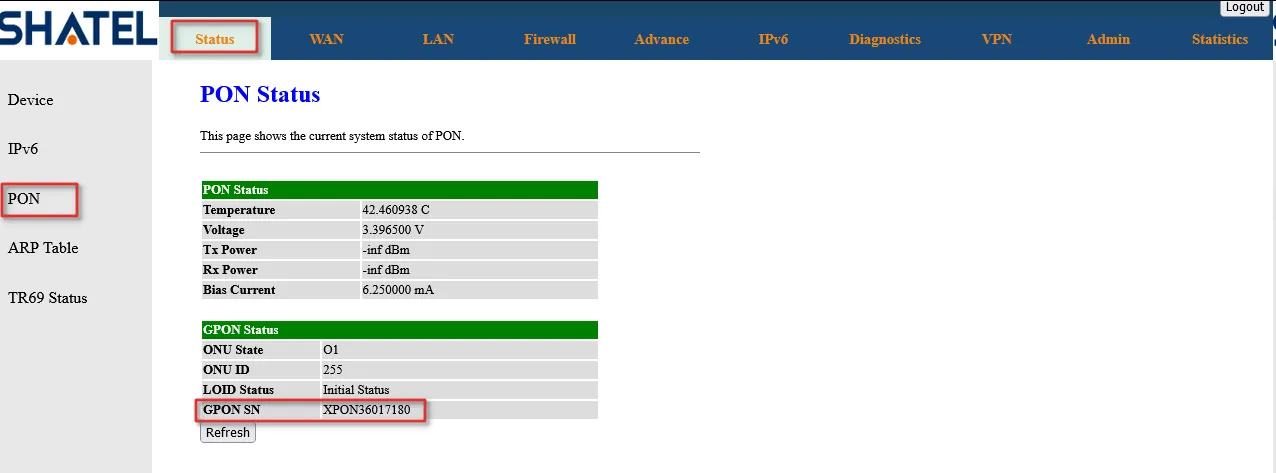 Logout
SHATEL
Status WAN LAN Firewall Advance IPv6 Diagnostics VPN Admin Statistics
Device
IPv6
PON
ARP Table
TR69 Status
PON Status
This page shows the current system status of PON.
PON Status
Temperature 42.460938 C
Voltage 3.396500 V
Tx Power -inf dBm
Rx Power -inf dBm
Bias Current 6.250000 mA
GPON Status
ONU State O1
ONU ID 255
LOID Status Initial Status
GPON SN XPON36017180
Refresh